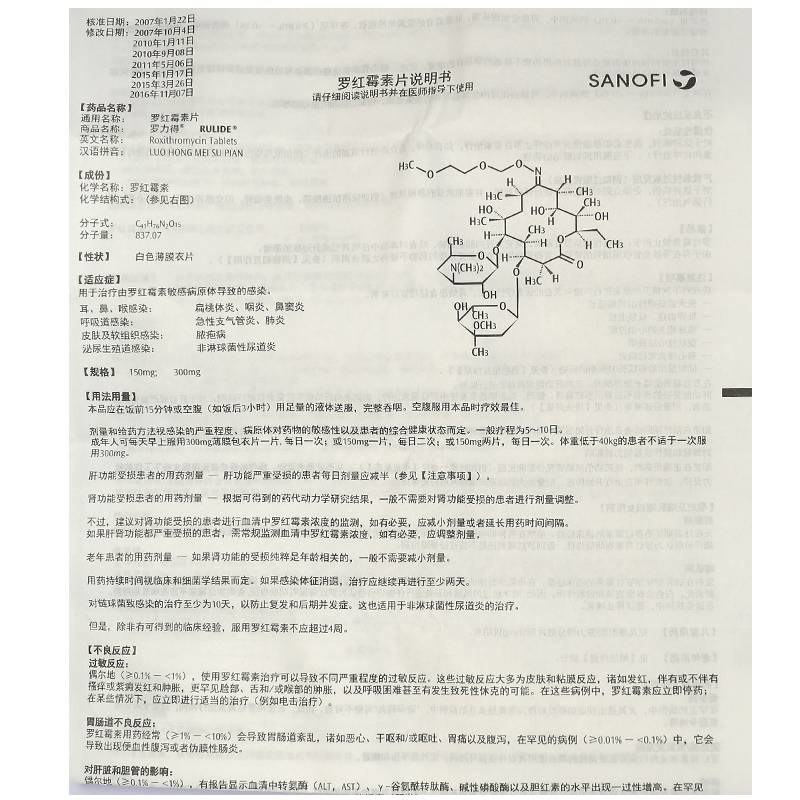 核准日期：2007年1月22日
修改日期：2007年10月4日
2010年1月11日
2010年9月08日
2011年5月06日
2015年1月17日
2015年3月26日
2016年11月07日
罗红霉素片说明书
请仔细阅读说明书并在医师指导下使用
SANOFI
【药品名称】
通用名称： 罗红霉素片
商品名称： 罗力得® RULIDE®
英文名称： Roxithromycin Tablets
汉语拼音： LUO HONG MEI SU PIAN
【成份】
化学名称：罗红霉素
化学结构式：（参见右图）
分子式： C₄₁H₇₆N₂O₁₅
分子量： 837.07
【性状】 白色薄膜衣片
【适应症】
用于治疗由罗红霉素敏感病原体导致的感染。
耳、鼻、喉感染： 扁桃体炎、咽炎、鼻窦炎
呼吸道感染： 急性支气管炎、肺炎
皮肤及软组织感染： 脓疱病
泌尿生殖道感染： 非淋球菌性尿道炎
【规格】 150mg; 300mg
【用法用量】
本品应在饭前15分钟或空腹（如饭后3小时）用足量的液体送服，完整吞咽。空腹服用本品时疗效最佳。
剂量和给药方法视感染的严重程度、病原体对药物的敏感性以及患者的综合健康状态而定。一般疗程为5～10日。
成年人可每天早上服用300mg薄膜包衣片一片，每日一次；或150mg一片，每日二次；或150mg两片，每日一次。体重低于40kg的患者不适于一次服
用300mg。
肝功能受损患者的用药剂量 — 肝功能严重受损的患者每日剂量应减半（参见【注意事项】）。
肾功能受损患者的用药剂量 — 根据可得到的药代动力学研究结果，一般不需要对肾功能受损的患者进行剂量调整。
不过，建议对肾功能受损的患者进行血清中罗红霉素浓度的监测，如有必要，应减小剂量或者延长用药时间间隔。
如果肝肾功能都严重受损的患者，需常规监测血清中罗红霉素浓度，如有必要，应调整剂量。
老年患者的用药剂量 — 如果肾功能的受损纯粹是年龄相关的，一般不需要减小剂量。
用药持续时间视临床和细菌学结果而定。如果感染体征消退，治疗应继续再进行至少两天。
对链球菌致感染的治疗至少为10天，以防止复发和后期并发症。这也适用于非淋球菌性尿道炎的治疗。
但是，除非有可得到的临床经验，服用罗红霉素不应超过4周。
【不良反应】
过敏反应：
偶尔地（≥0.1% — <1%），使用罗红霉素治疗可以导致不同严重程度的过敏反应。这些过敏反应大多为皮肤和粘膜反应，诸如发红，伴有或不伴有
瘙痒或紫癜发红和肿胀，更罕见脸部、舌和/或喉部的肿胀，以及呼吸困难甚至有发生致死性休克的可能。在这些病例中，罗红霉素应立即停药；
在某些情况下，应立即进行适当的治疗（例如电击治疗）。
胃肠道不良反应：
罗红霉素用药经常（≥1% — <10%）会导致胃肠道紊乱，诸如恶心、干呕和/或呕吐、胃痛以及腹泻，在罕见的病例（≥0.01% — <0.1%）中，它会
导致出现便血性腹泻或者伪膜性肠炎。
对肝脏和胆管的影响：
偶尔地（≥0.1% — <1%），有报告显示血清中转氨酶（ALT，AST）、γ-谷氨酰转肽酶、碱性磷酸酶以及胆红素的水平出现一过性增高。在罕见